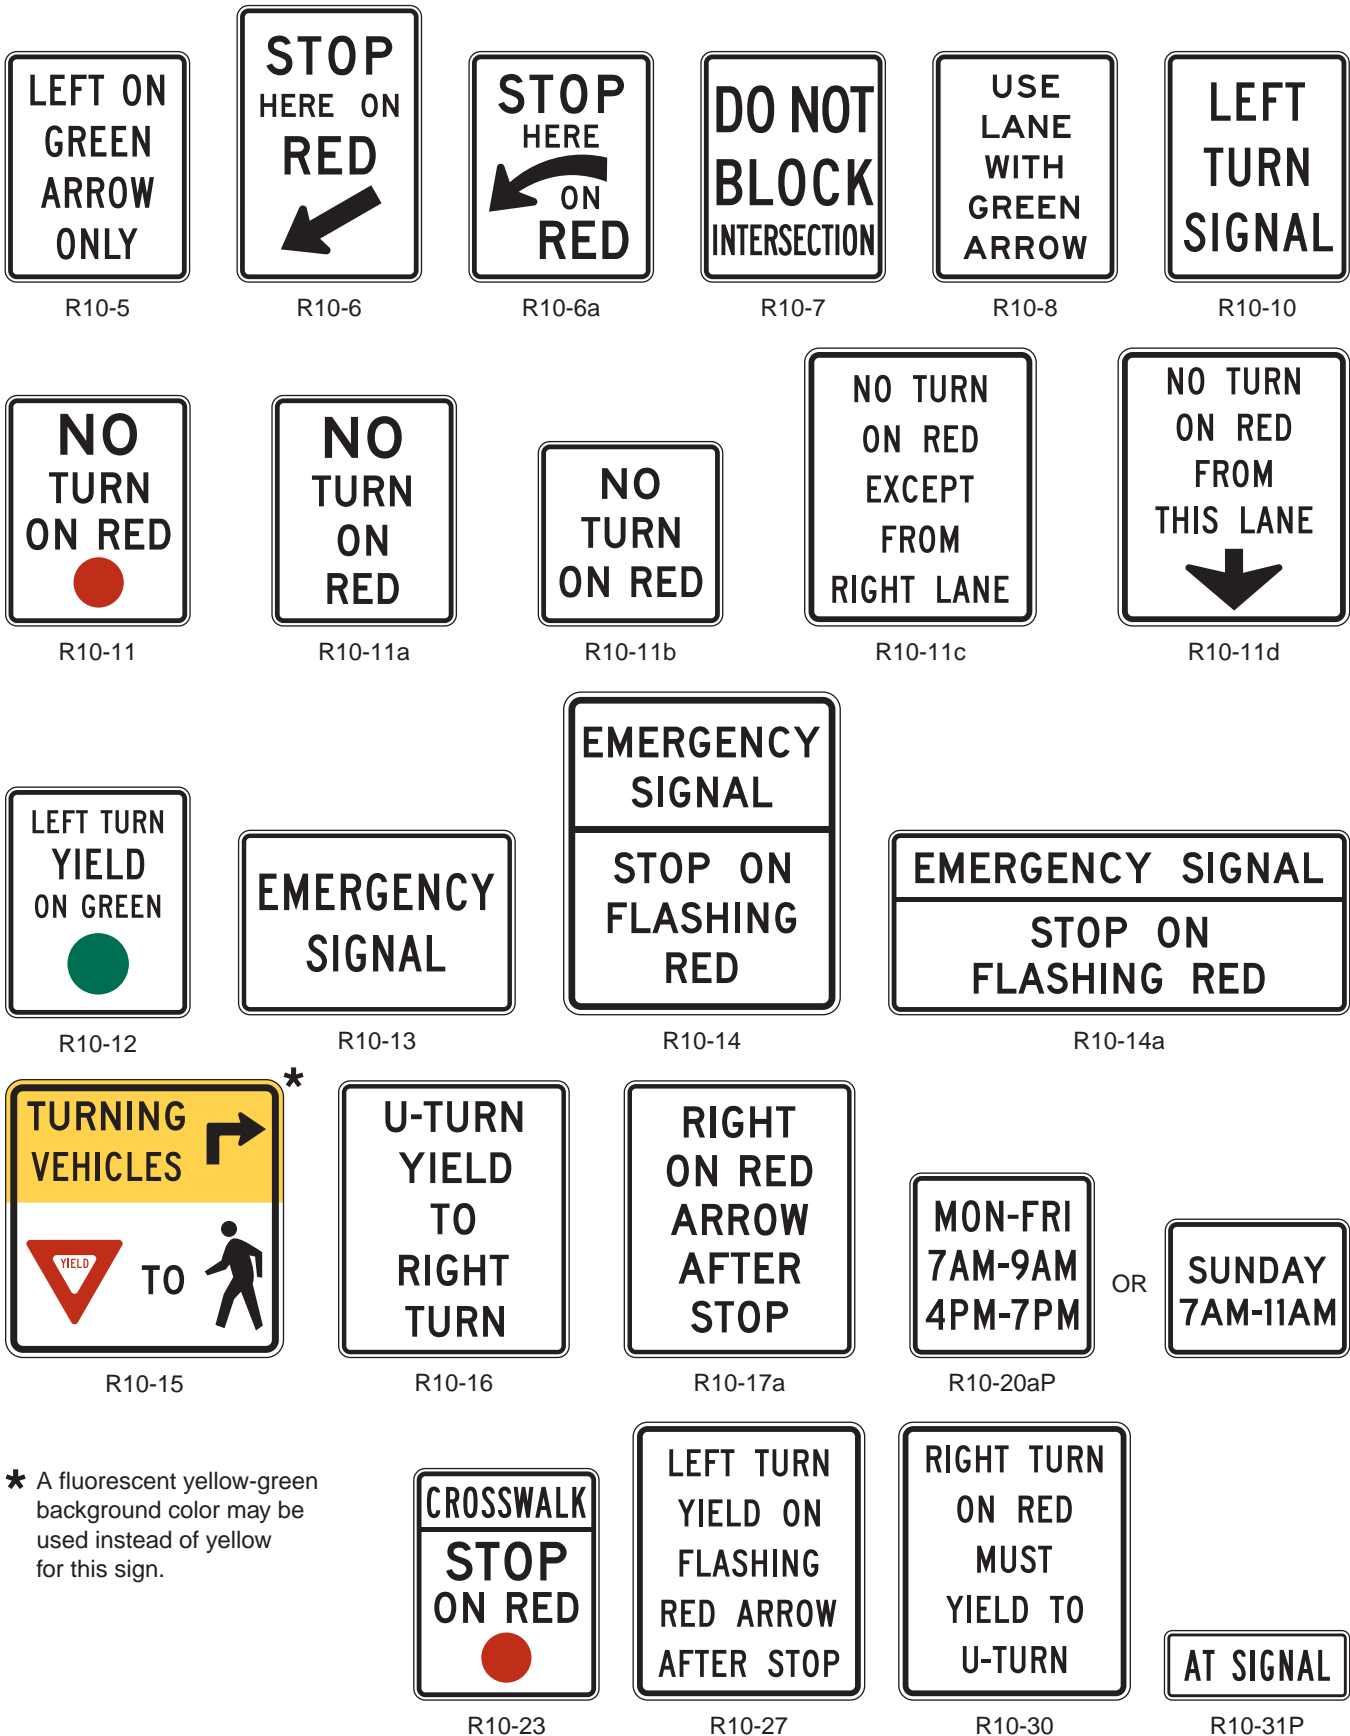 LEFT ON
GREEN
ARROW
ONLY
R10-5
STOP
HERE ON
RED
R10-6
STOP
HERE
ON
RED
R10-6a
DO NOT
BLOCK
INTERSECTION
R10-7
USE
LANE
WITH
GREEN
ARROW
R10-8
LEFT
TURN
SIGNAL
R10-10
NO
TURN
ON RED
R10-11
NO
TURN
ON
RED
R10-11a
NO
TURN
ON RED
R10-11b
NO TURN
ON RED
EXCEPT
FROM
RIGHT LANE
R10-11c
NO TURN
ON RED
FROM
THIS LANE
R10-11d
LEFT TURN
YIELD
ON GREEN
R10-12
EMERGENCY
SIGNAL
R10-13
EMERGENCY
SIGNAL
STOP ON
FLASHING
RED
R10-14
EMERGENCY SIGNAL
STOP ON
FLASHING RED
R10-14a
TURNING
VEHICLES
YIELD
TO
*
R10-15
U-TURN
YIELD
TO
RIGHT
TURN
R10-16
RIGHT
ON RED
ARROW
AFTER
STOP
R10-17a
MON-FRI
7AM-9AM
4PM-7PM
R10-20aP
OR
SUNDAY
7AM-11AM
* A fluorescent yellow-green
background color may be
used instead of yellow
for this sign.
CROSSWALK
STOP
ON RED
R10-23
LEFT TURN
YIELD ON
FLASHING
RED ARROW
AFTER STOP
R10-27
RIGHT TURN
ON RED
MUST
YIELD TO
U-TURN
R10-30
AT SIGNAL
R10-31P